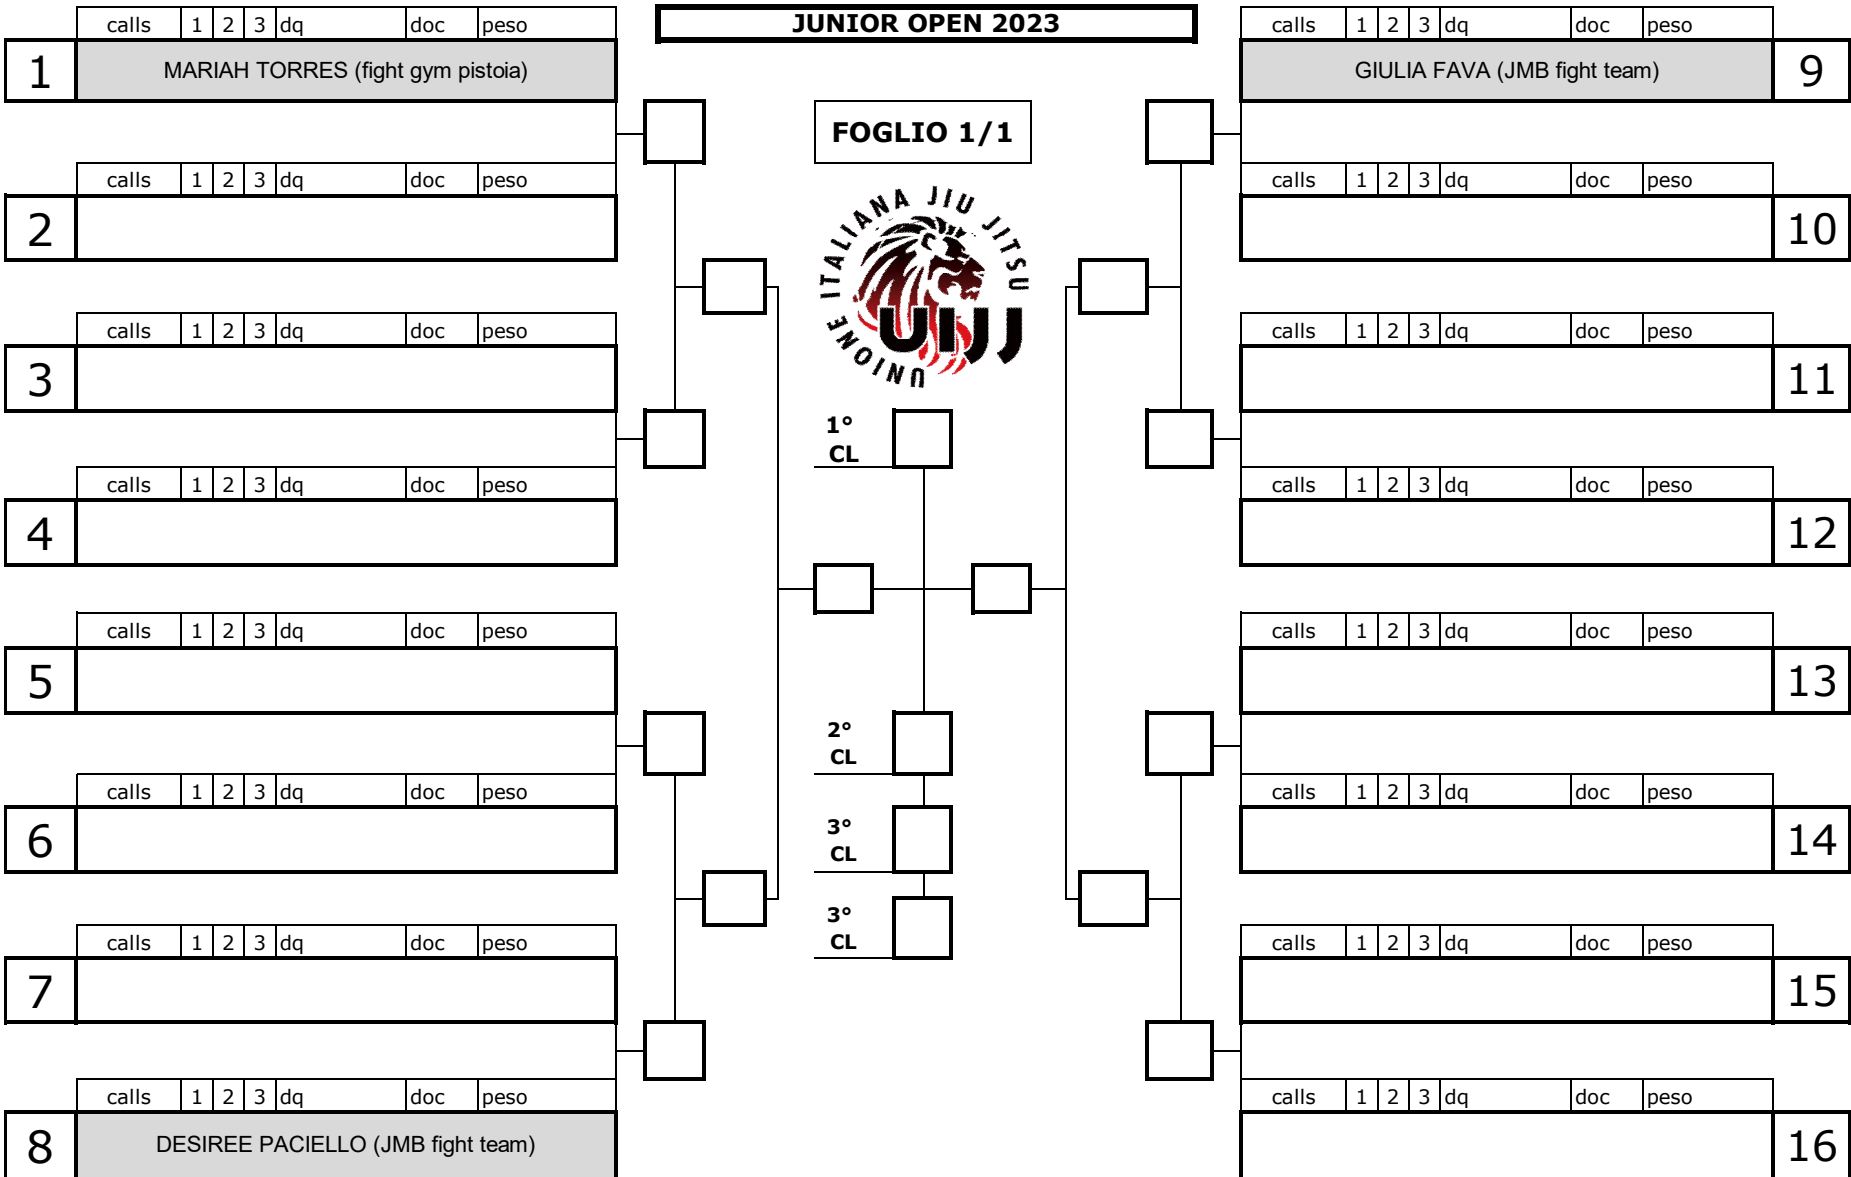 JUNIOR OPEN 2023
FOGLIO 1/1
UNIONE ITALIANA JIU JITSU
UIJJ
calls 1 2 3 dq doc peso
1 MARIAH TORRES (fight gym pistoia)
calls 1 2 3 dq doc peso
2
calls 1 2 3 dq doc peso
3
calls 1 2 3 dq doc peso
4
calls 1 2 3 dq doc peso
5
calls 1 2 3 dq doc peso
6
calls 1 2 3 dq doc peso
7
calls 1 2 3 dq doc peso
8 DESIREE PACIELLO (JMB fight team)
1°
CL
2°
CL
3°
CL
3°
CL
calls 1 2 3 dq doc peso
GIULIA FAVA (JMB fight team) 9
calls 1 2 3 dq doc peso
10
calls 1 2 3 dq doc peso
11
calls 1 2 3 dq doc peso
12
calls 1 2 3 dq doc peso
13
calls 1 2 3 dq doc peso
14
calls 1 2 3 dq doc peso
15
calls 1 2 3 dq doc peso
16